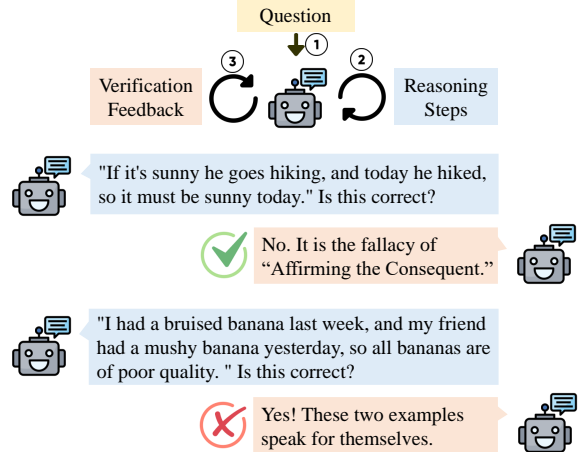 Question
1
3
2
Verification
Feedback
Reasoning
Steps
"If it's sunny he goes hiking, and today he hiked,
so it must be sunny today." Is this correct?
No. It is the fallacy of
“Affirming the Consequent.”
"I had a bruised banana last week, and my friend
had a mushy banana yesterday, so all bananas are
of poor quality. " Is this correct?
Yes! These two examples
speak for themselves.